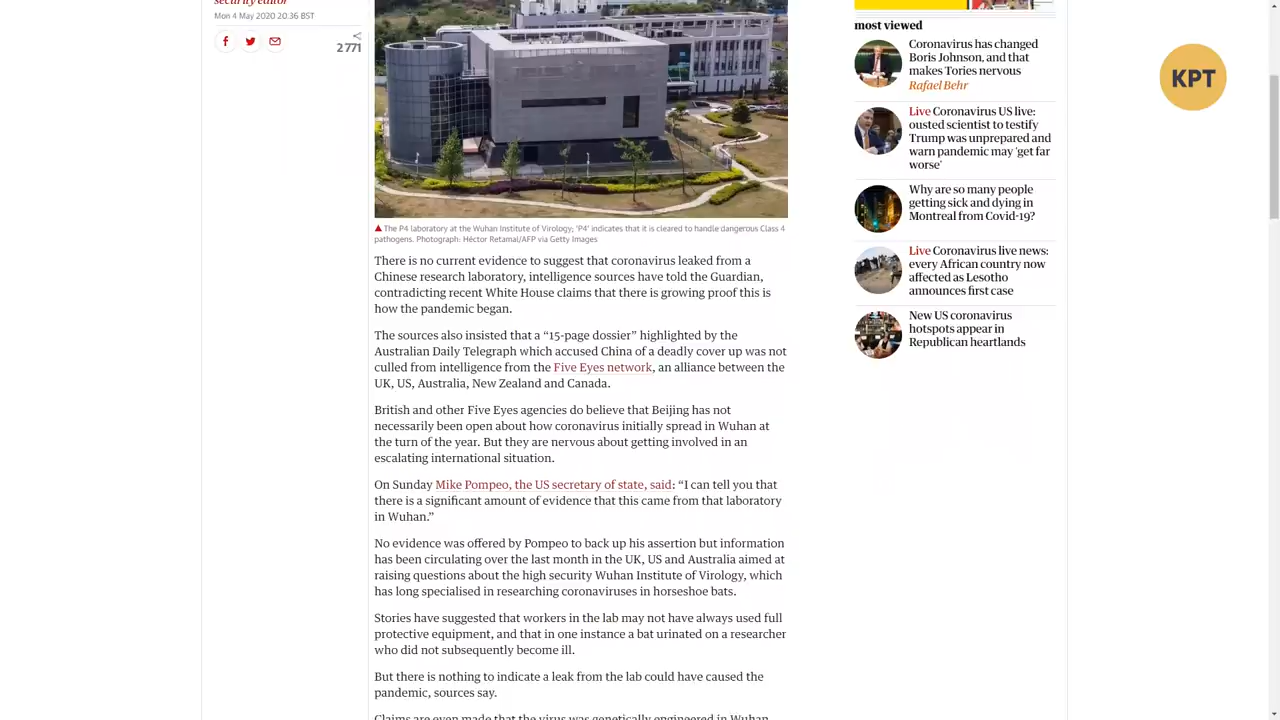 security editor
Mon 4 May 2020 20:36 BST
2771
The P4 laboratory at the Wuhan Institute of Virology; 'P4' indicates that it is cleared to handle dangerous Class 4
pathogens. Photograph: Héctor Retamal/AFP via Getty Images
There is no current evidence to suggest that coronavirus leaked from a
Chinese research laboratory, intelligence sources have told the Guardian,
contradicting recent White House claims that there is growing proof this is
how the pandemic began.
The sources also insisted that a “15-page dossier” highlighted by the
Australian Daily Telegraph which accused China of a deadly cover up was not
culled from intelligence from the Five Eyes network, an alliance between the
UK, US, Australia, New Zealand and Canada.
British and other Five Eyes agencies do believe that Beijing has not
necessarily been open about how coronavirus initially spread in Wuhan at
the turn of the year. But they are nervous about getting involved in an
escalating international situation.
On Sunday Mike Pompeo, the US secretary of state, said: “I can tell you that
there is a significant amount of evidence that this came from that laboratory
in Wuhan.”
No evidence was offered by Pompeo to back up his assertion but information
has been circulating over the last month in the UK, US and Australia aimed at
raising questions about the high security Wuhan Institute of Virology, which
has long specialised in researching coronaviruses in horseshoe bats.
Stories have suggested that workers in the lab may not have always used full
protective equipment, and that in one instance a bat urinated on a researcher
who did not subsequently become ill.
But there is nothing to indicate a leak from the lab could have caused the
pandemic, sources say.
Claims are even made that the virus was genetically engineered in Wuhan,
most viewed
Coronavirus has changed
Boris Johnson, and that
makes Tories nervous
Rafael Behr
Live Coronavirus US live:
ousted scientist to testify
Trump was unprepared and
warn pandemic may 'get far
worse'
Why are so many people
getting sick and dying in
Montreal from Covid-19?
Live Coronavirus live news:
every African country now
affected as Lesotho
announces first case
New US coronavirus
hotspots appear in
Republican heartlands
KPT